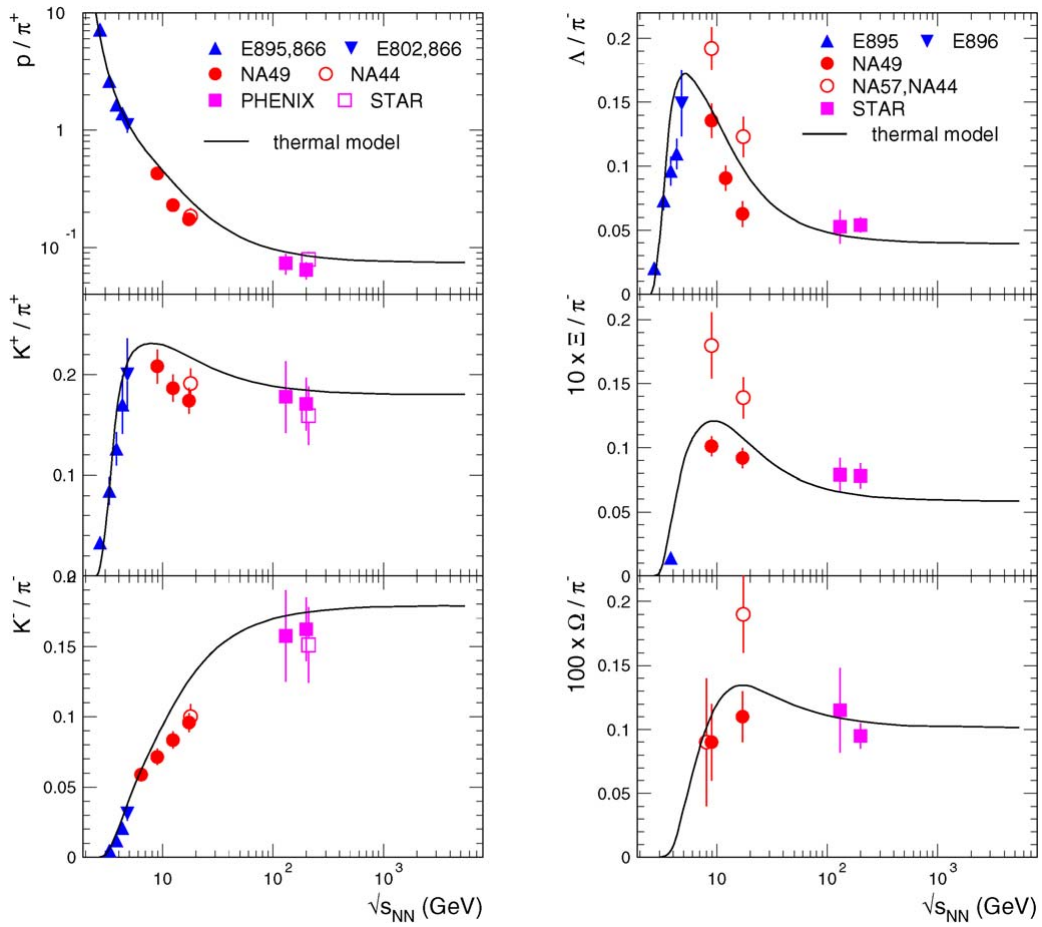 p / π⁺
10
1
10⁻¹
E895,866 E802,866
NA49 NA44
PHENIX STAR
thermal model
K⁺ / π⁺
0.2
0.1
0
K⁻ / π⁻
0.2
0.15
0.1
0.05
0
10 10² 10³
√sNN (GeV)
Λ / π⁻
0.2
0.15
0.1
0.05
0
E895 E896
NA49
NA57,NA44
STAR
thermal model
10 x Ξ / π⁻
0.2
0.15
0.1
0.05
0
100 x Ω / π⁻
0.2
0.15
0.1
0.05
0
10 10² 10³
√sNN (GeV)